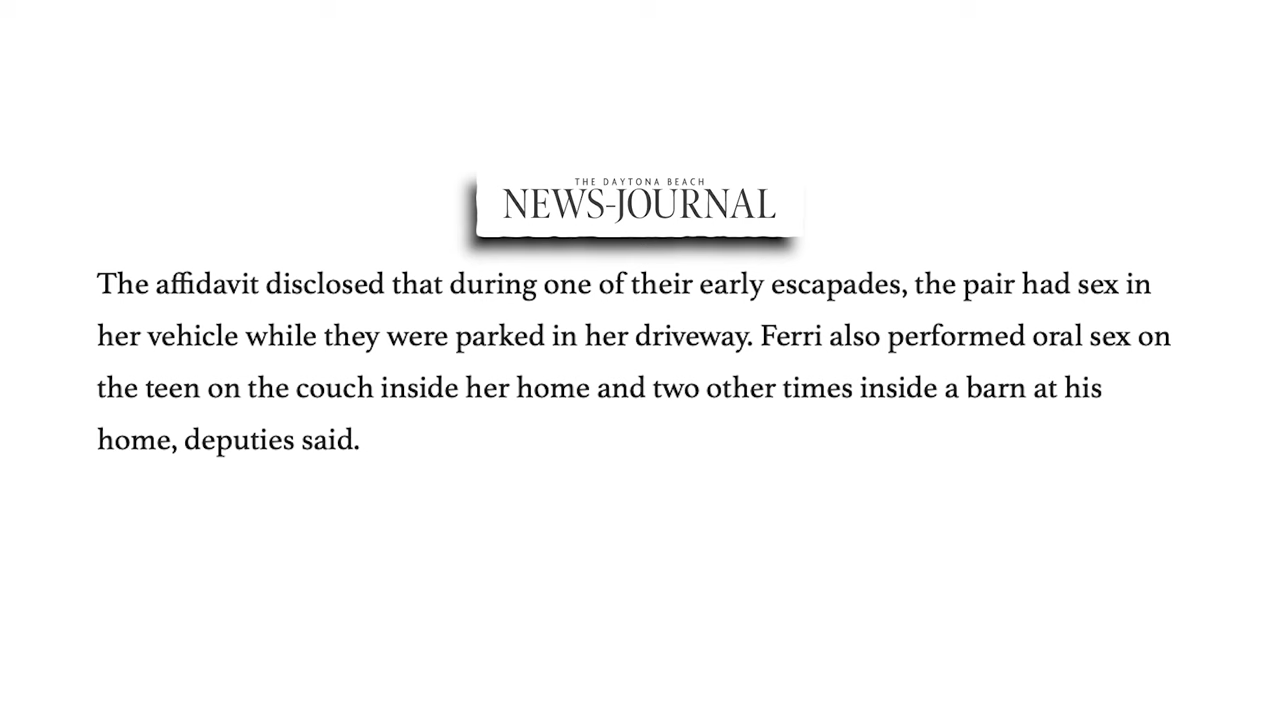 THE DAYTONA BEACH
NEWS-JOURNAL
The affidavit disclosed that during one of their early escapades, the pair had sex in
her vehicle while they were parked in her driveway. Ferri also performed oral sex on
the teen on the couch inside her home and two other times inside a barn at his
home, deputies said.